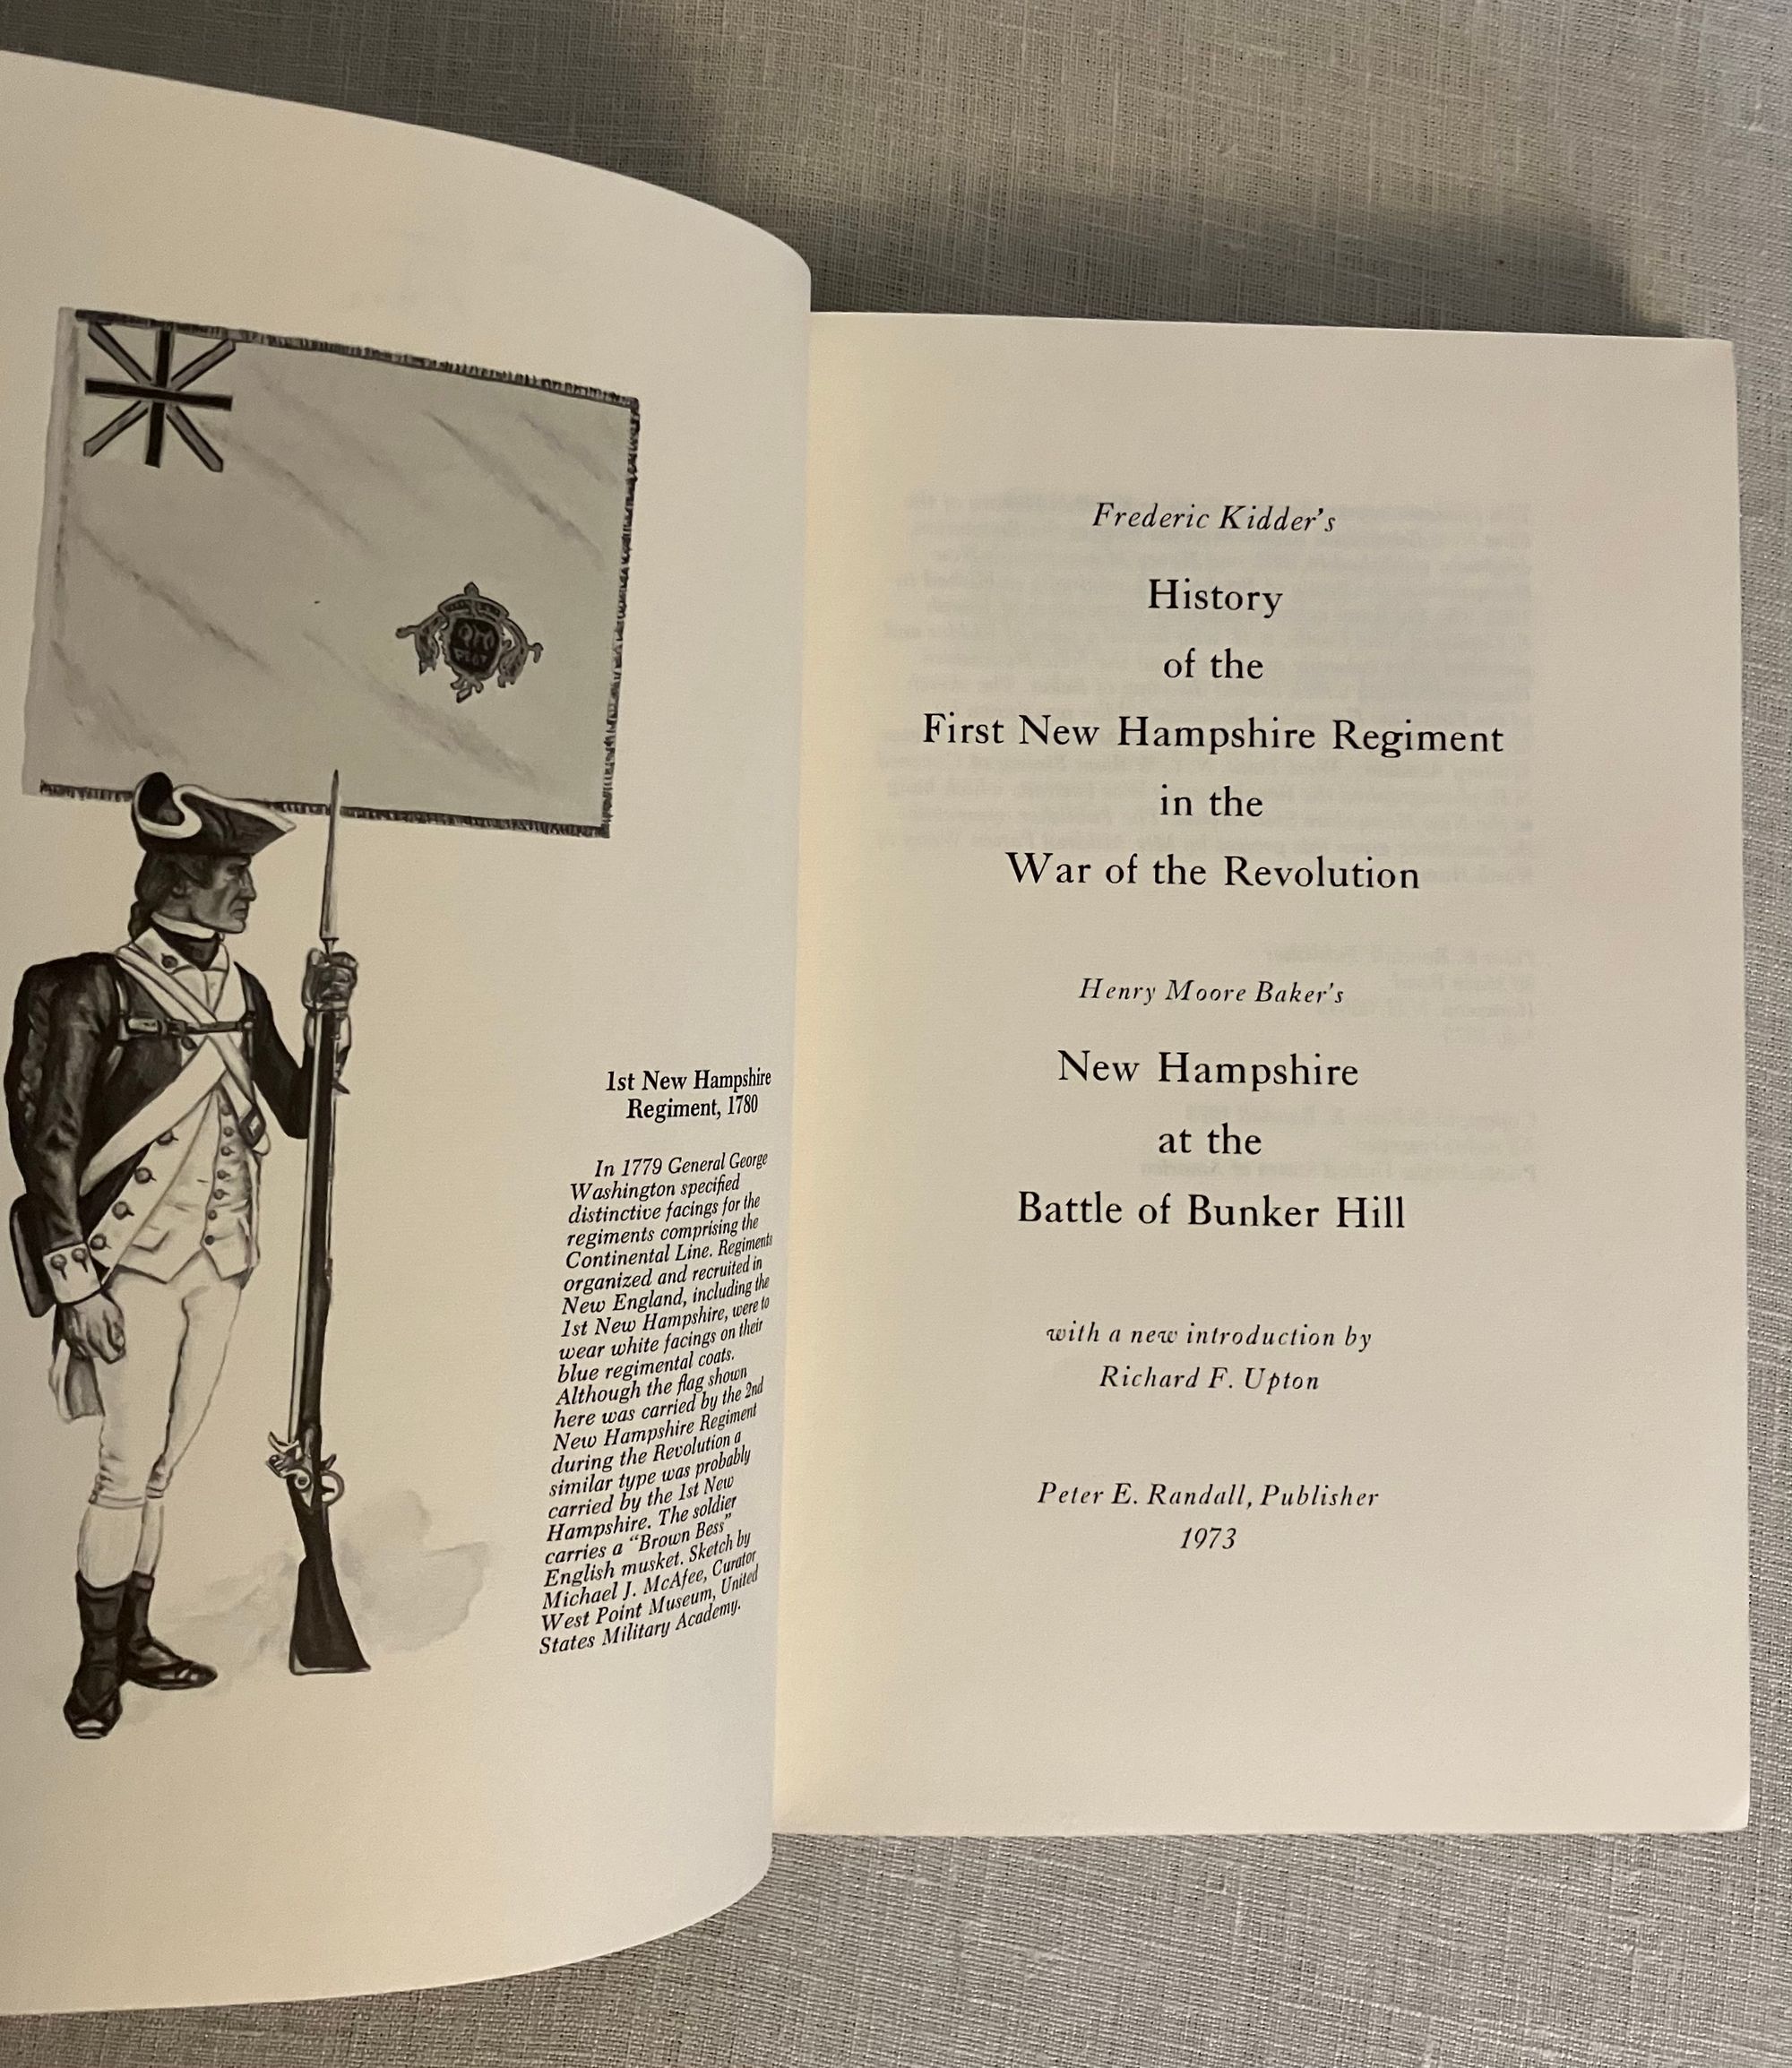 1st New Hampshire
Regiment, 1780
In 1779 General George
Washington specified
distinctive facings for the
regiments comprising the
Continental Line. Regiments
organized and recruited in
New England, including the
1st New Hampshire, were to
wear white facings on their
blue regimental coats.
Although the flag shown
here was carried by the 2nd
New Hampshire Regiment
during the Revolution a
similar type was probably
carried by the 1st New
Hampshire. The soldier
carries a “Brown Bess”
English musket. Sketch by
Michael J. McAfee, Curator
West Point Museum, United
States Military Academy.
Frederic Kidder's
History
of the
First New Hampshire Regiment
in the
War of the Revolution
Henry Moore Baker's
New Hampshire
at the
Battle of Bunker Hill
with a new introduction by
Richard F. Upton
Peter E. Randall, Publisher
1973